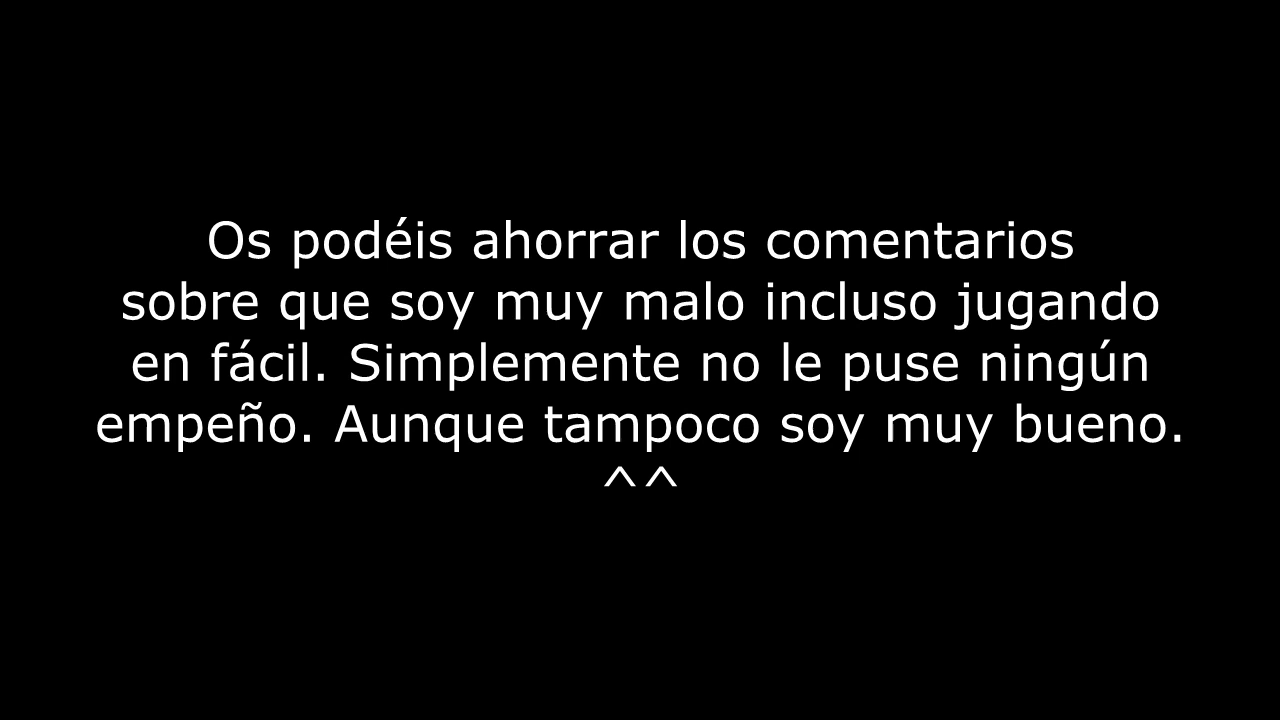 Os podéis ahorrar los comentarios
sobre que soy muy malo incluso jugando
en fácil. Simplemente no le puse ningún
empeño. Aunque tampoco soy muy bueno.
^^